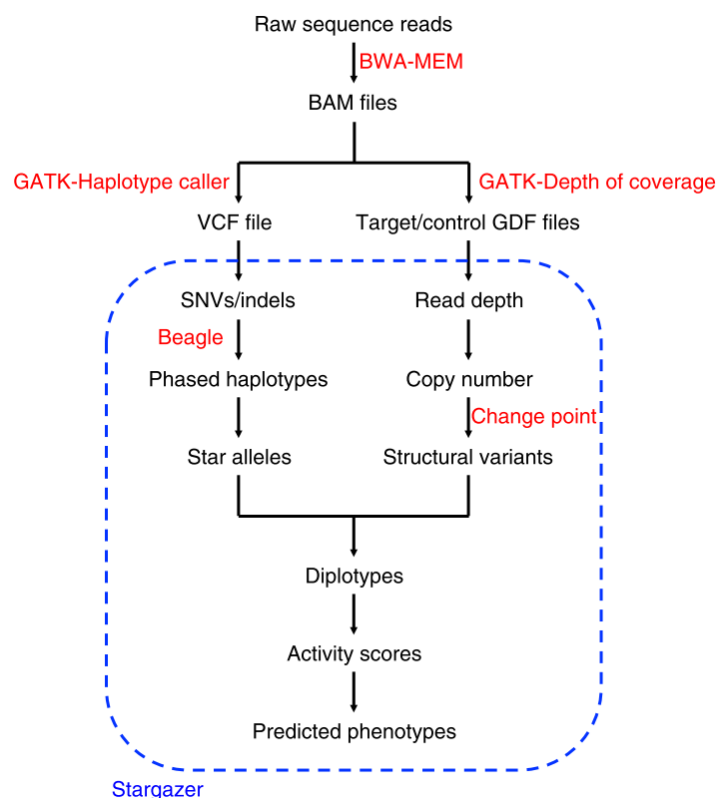 Raw sequence reads
BWA-MEM
BAM files
GATK-Haplotype caller
GATK-Depth of coverage
VCF file
Target/control GDF files
SNVs/indels
Read depth
Beagle
Phased haplotypes
Copy number
Change point
Star alleles
Structural variants
Diplotypes
Activity scores
Predicted phenotypes
Stargazer